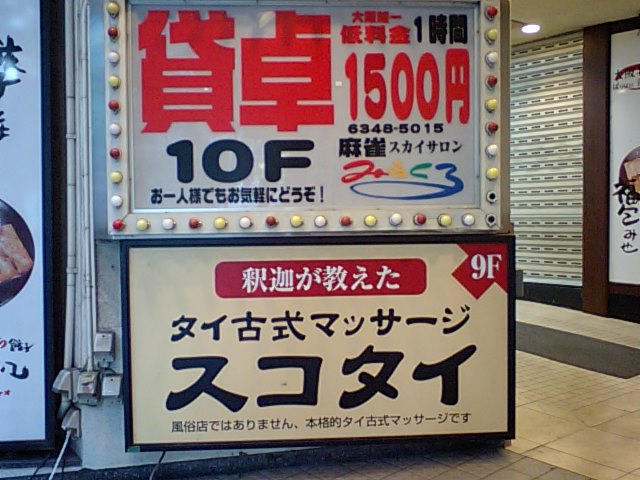 貸卓
大阪唯一
低料金1時間
1500円
6348-5015
10F
麻雀スカイサロン
みらくる
お一人様でもお気軽にどうぞ!
9F
釈迦が教えた
タイ古式マッサージ
スコタイ
風俗店ではありません、本格的タイ古式マッサージです